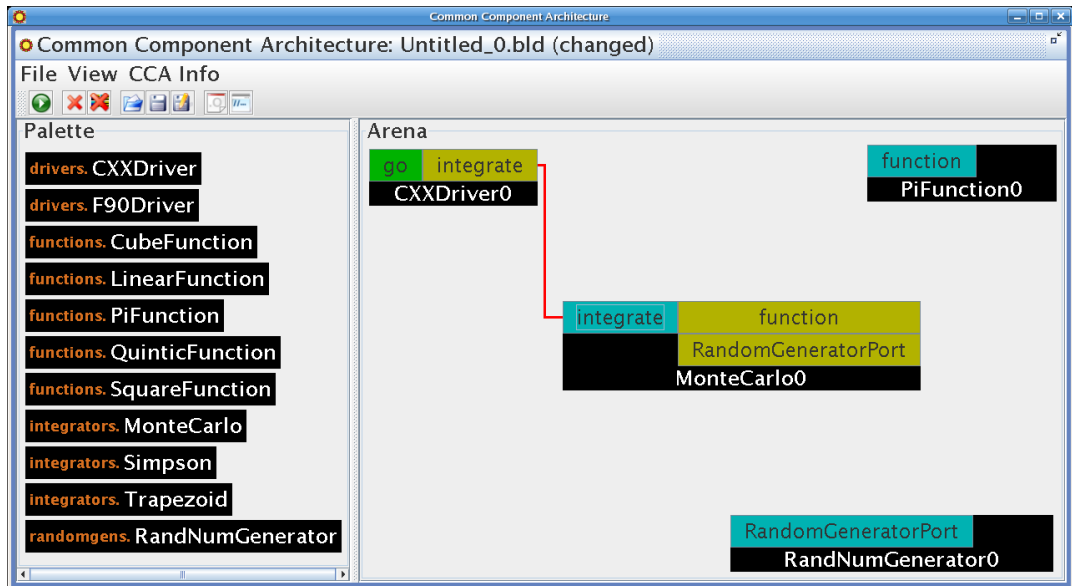 Common Component Architecture
Common Component Architecture: Untitled_0.bld (changed)
File View CCA Info
Palette
drivers. CXXDriver
drivers. F90Driver
functions. CubeFunction
functions. LinearFunction
functions. PiFunction
functions. QuinticFunction
functions. SquareFunction
integrators. MonteCarlo
integrators. Simpson
integrators. Trapezoid
randomgens. RandNumGenerator
Arena
go integrate
CXXDriver0
function
PiFunction0
integrate function
RandomGeneratorPort
MonteCarlo0
RandomGeneratorPort
RandNumGenerator0